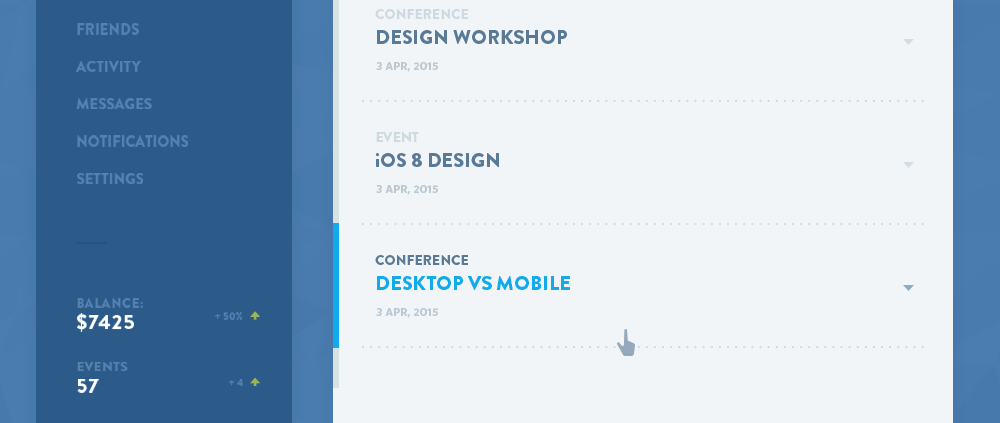 FRIENDS
ACTIVITY
MESSAGES
NOTIFICATIONS
SETTINGS
BALANCE:
$7425
+ 50%
EVENTS
57
+ 4
CONFERENCE
DESIGN WORKSHOP
3 APR, 2015
EVENT
iOS 8 DESIGN
3 APR, 2015
CONFERENCE
DESKTOP VS MOBILE
3 APR, 2015